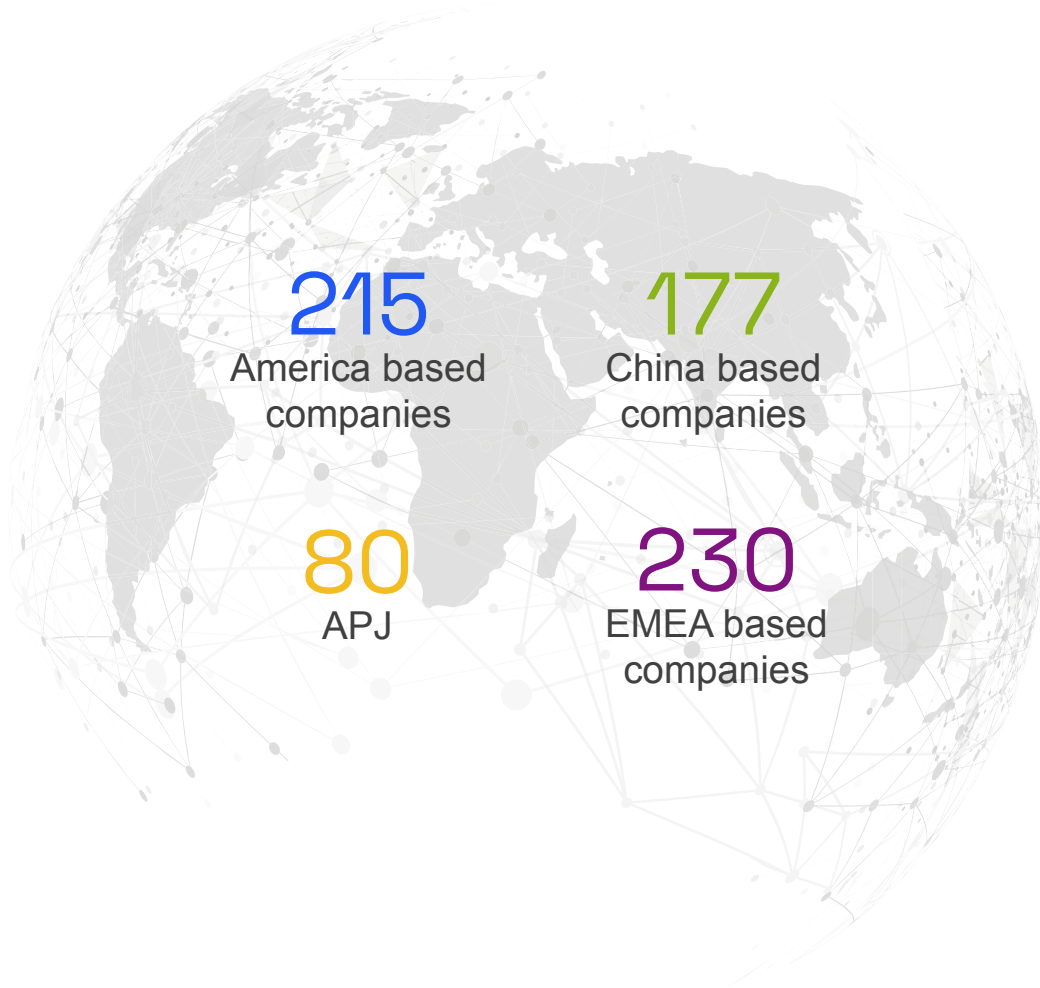 215
America based
companies
177
China based
companies
80
APJ
230
EMEA based
companies